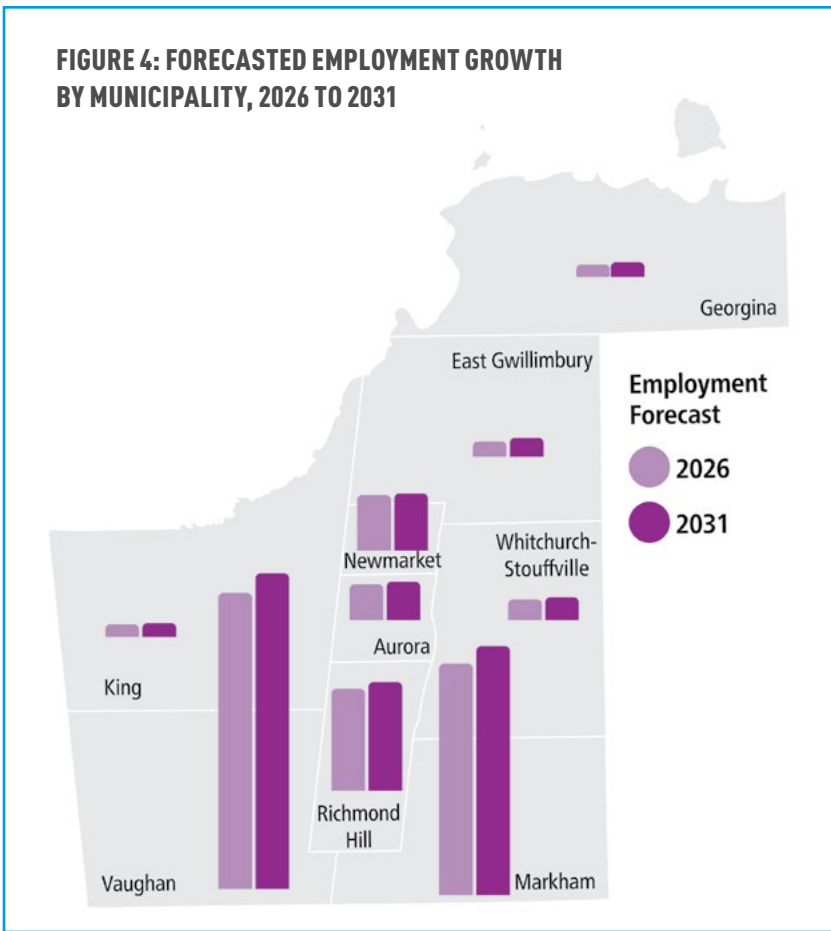 FIGURE 4: FORECASTED EMPLOYMENT GROWTH
BY MUNICIPALITY, 2026 TO 2031
Georgina
East Gwillimbury
Employment
Forecast
2026
2031
Newmarket
Whitchurch-
Stouffville
Aurora
King
Richmond
Hill
Vaughan
Markham